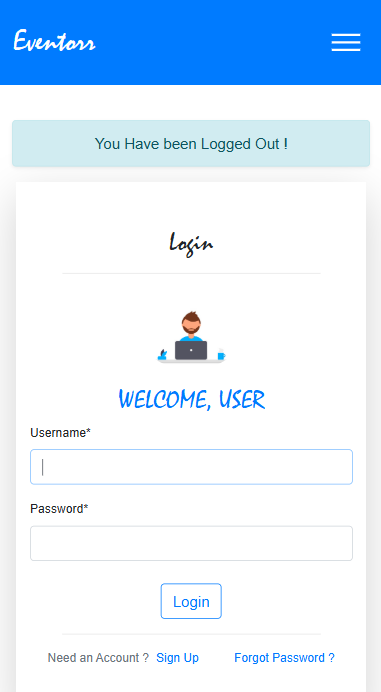 Eventorr
You Have been Logged Out !
Login
WELCOME, USER
Username*
Password*
Login
Need an Account ? Sign Up Forgot Password ?